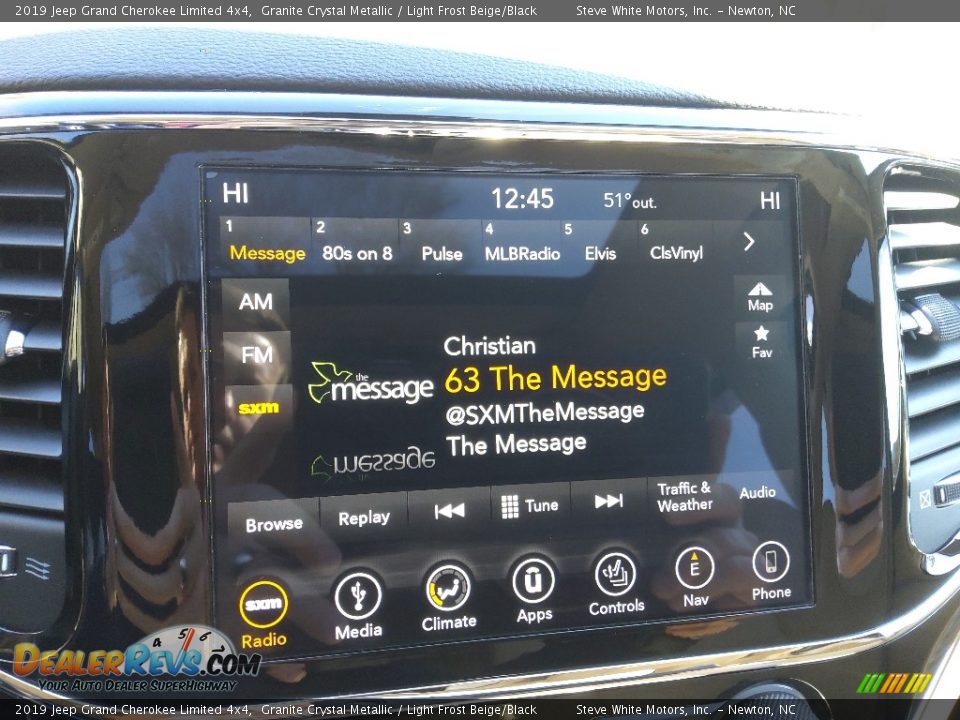 2019 Jeep Grand Cherokee Limited 4x4, Granite Crystal Metallic / Light Frost Beige/Black Steve White Motors, Inc. - Newton, NC
HI 12:45 51°out. HI
1 2 3 4 5 6
Message 80s on 8 Pulse MLBRadio Elvis ClsVinyl
AM
Map
FM
Fav
sxm
Christian
the message
63 The Message
@SXMTheMessage
The Message
message
Browse Replay Tune Traffic & Weather Audio
sxm
E
Radio Media Climate Apps Controls Nav Phone
4 5 6
DealerRevs.com
Your Auto Dealer SuperHighway
2019 Jeep Grand Cherokee Limited 4x4, Granite Crystal Metallic / Light Frost Beige/Black Steve White Motors, Inc. - Newton, NC